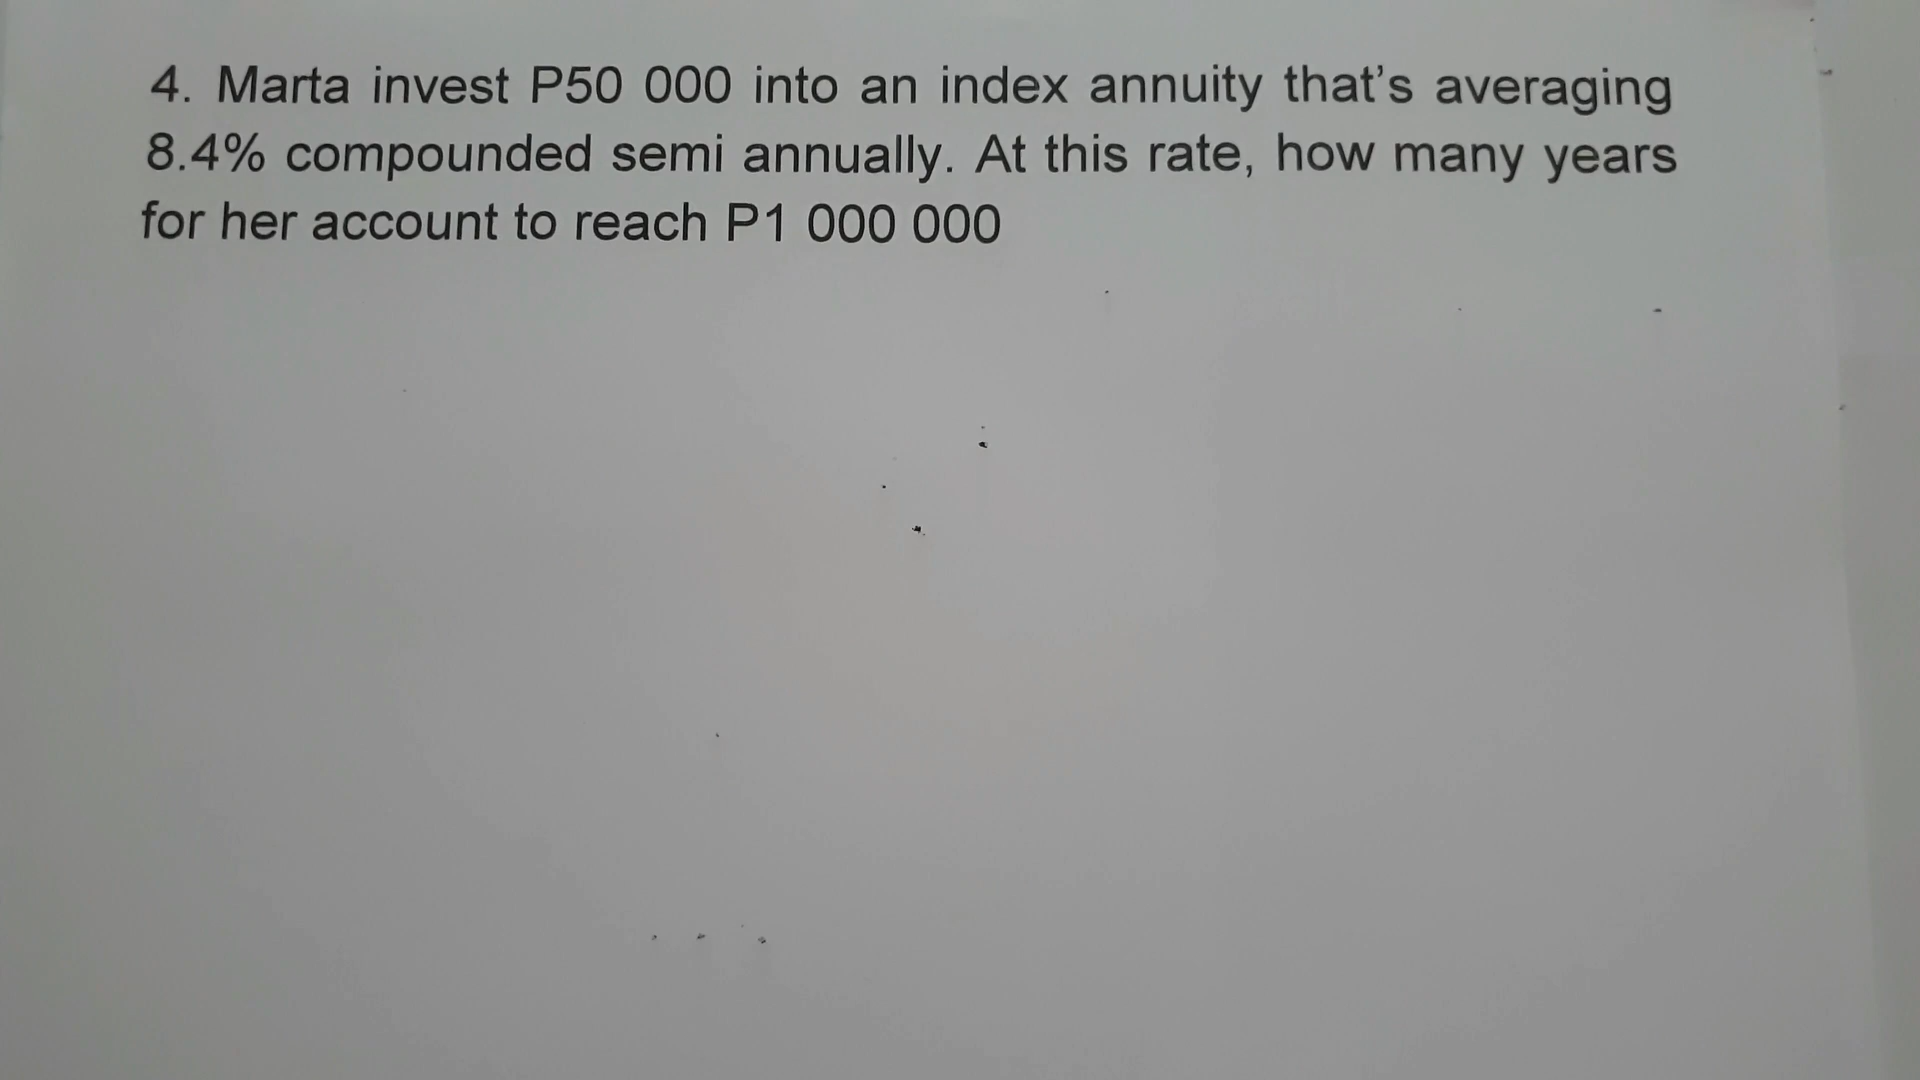 4. Marta invest P50 000 into an index annuity that's averaging
8.4% compounded semi annually. At this rate, how many years
for her account to reach P1 000 000